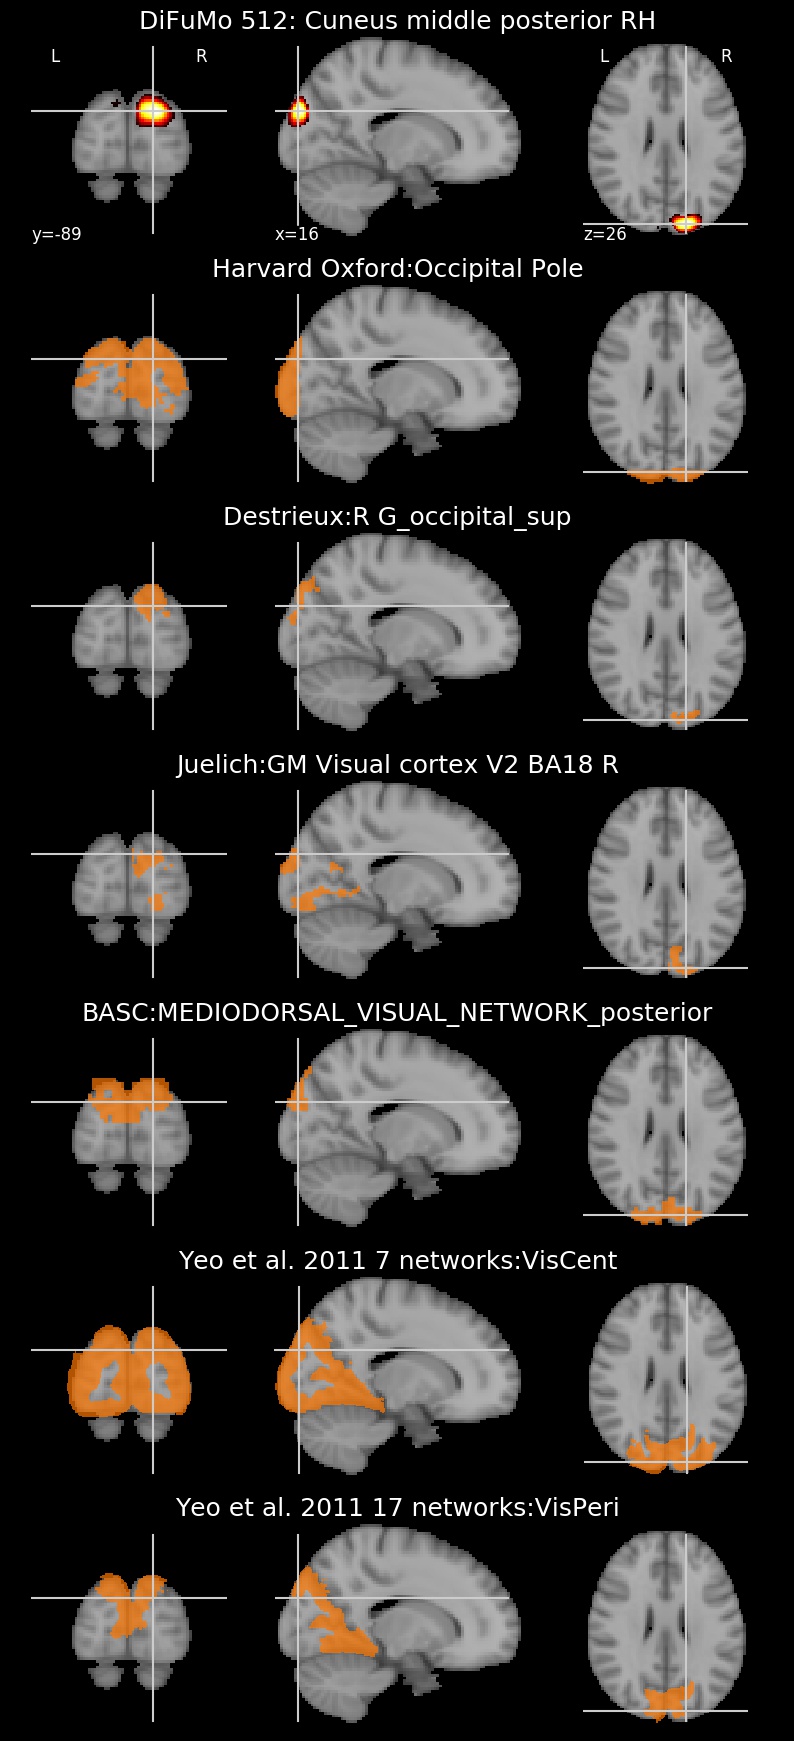 DiFuMo 512: Cuneus middle posterior RH
L R L R
y=-89 x=16 z=26
Harvard Oxford:Occipital Pole
Destrieux:R G_occipital_sup
Juelich:GM Visual cortex V2 BA18 R
BASC:MEDIODORSAL_VISUAL_NETWORK_posterior
Yeo et al. 2011 7 networks:VisCent
Yeo et al. 2011 17 networks:VisPeri